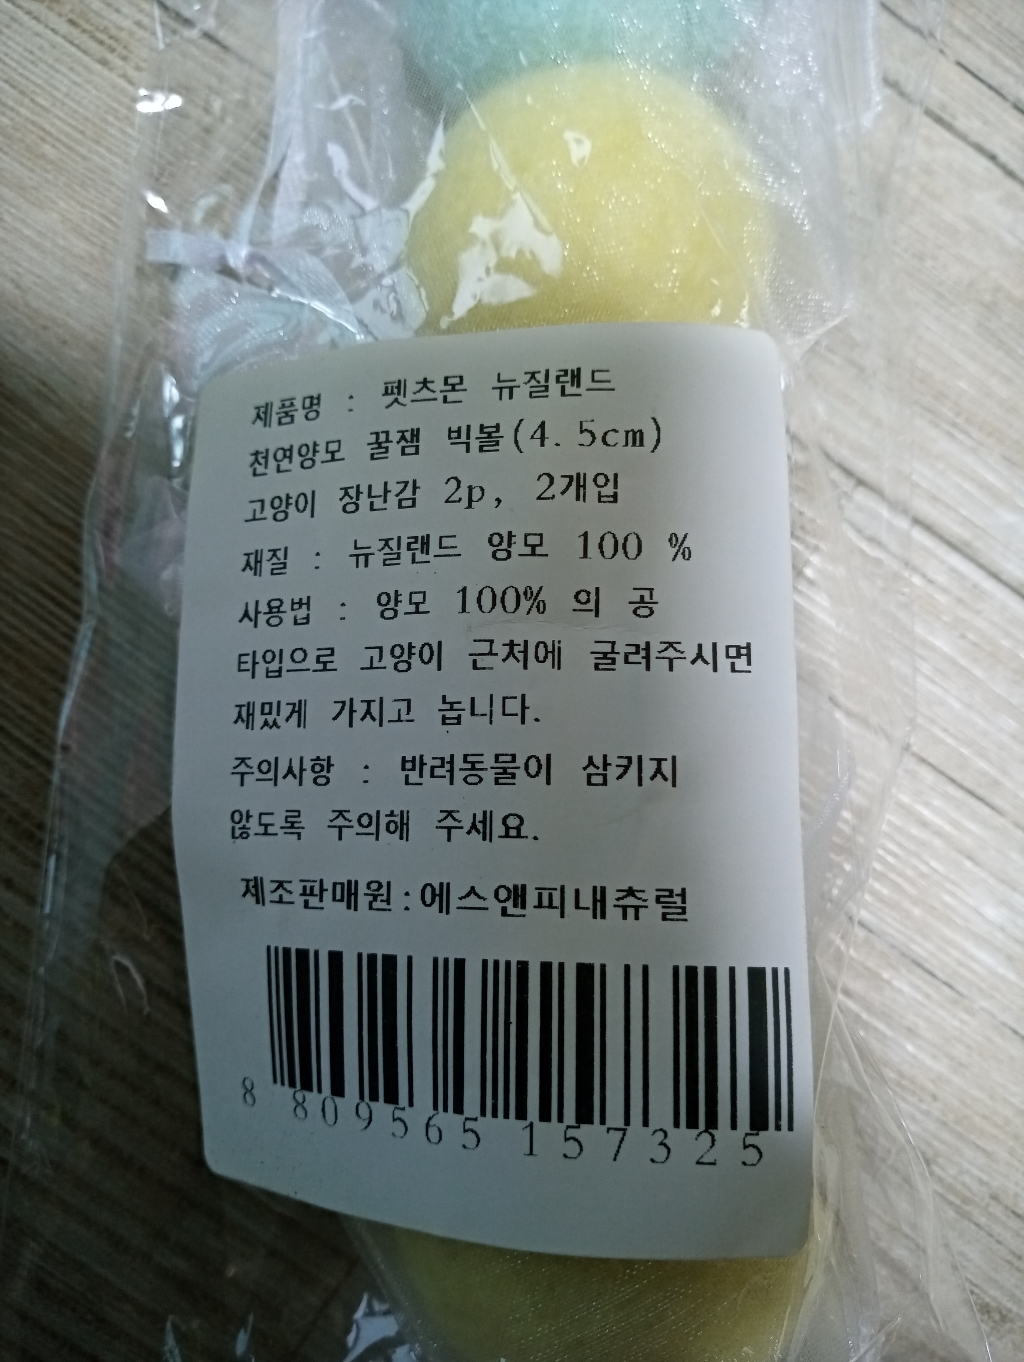 제품명 : 펫츠몬 뉴질랜드
천연양모 꿀잼 빅볼(4.5cm)
고양이 장난감 2p, 2개입
재질 : 뉴질랜드 양모 100 %
사용법 : 양모 100% 의 공
타입으로 고양이 근처에 굴려주시면
재밌게 가지고 놉니다.
주의사항 : 반려동물이 삼키지
않도록 주의해 주세요.
제조판매원:에스앤피내츄럴
8 809565 157325